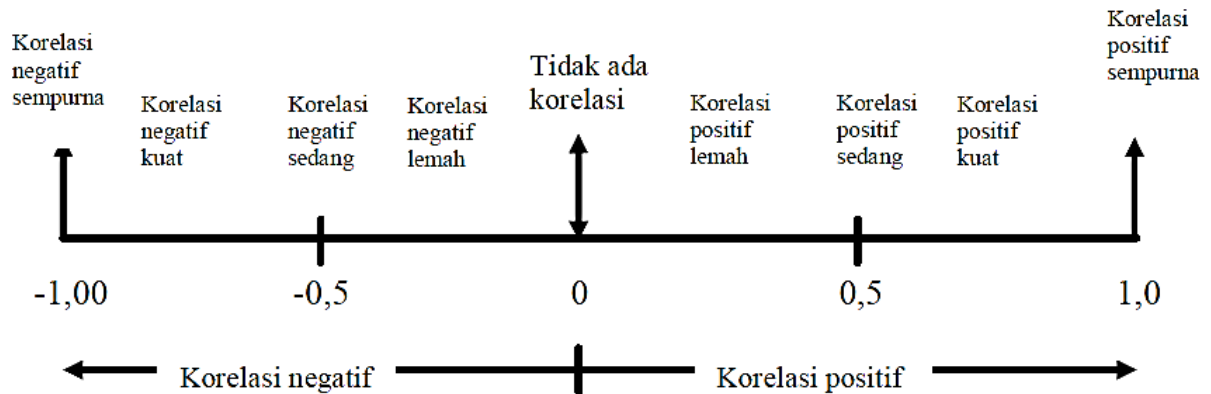 Korelasi
negatif
sempurna
Korelasi
negatif
kuat
Korelasi
negatif
sedang
Korelasi
negatif
lemah
Tidak ada
korelasi
Korelasi
positif
lemah
Korelasi
positif
sedang
Korelasi
positif
kuat
Korelasi
positif
sempurna
-1,00
-0,5
0
0,5
1,0
Korelasi negatif
Korelasi positif